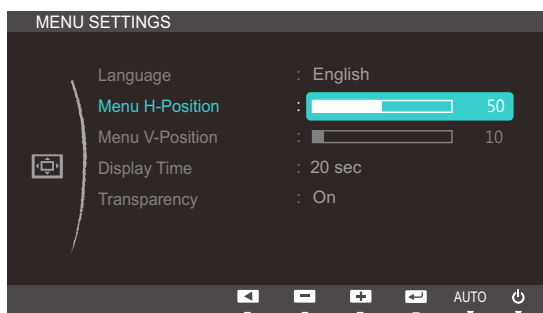 MENU SETTINGS
Language : English
Menu H-Position : 50
Menu V-Position : 10
Display Time : 20 sec
Transparency : On
AUTO